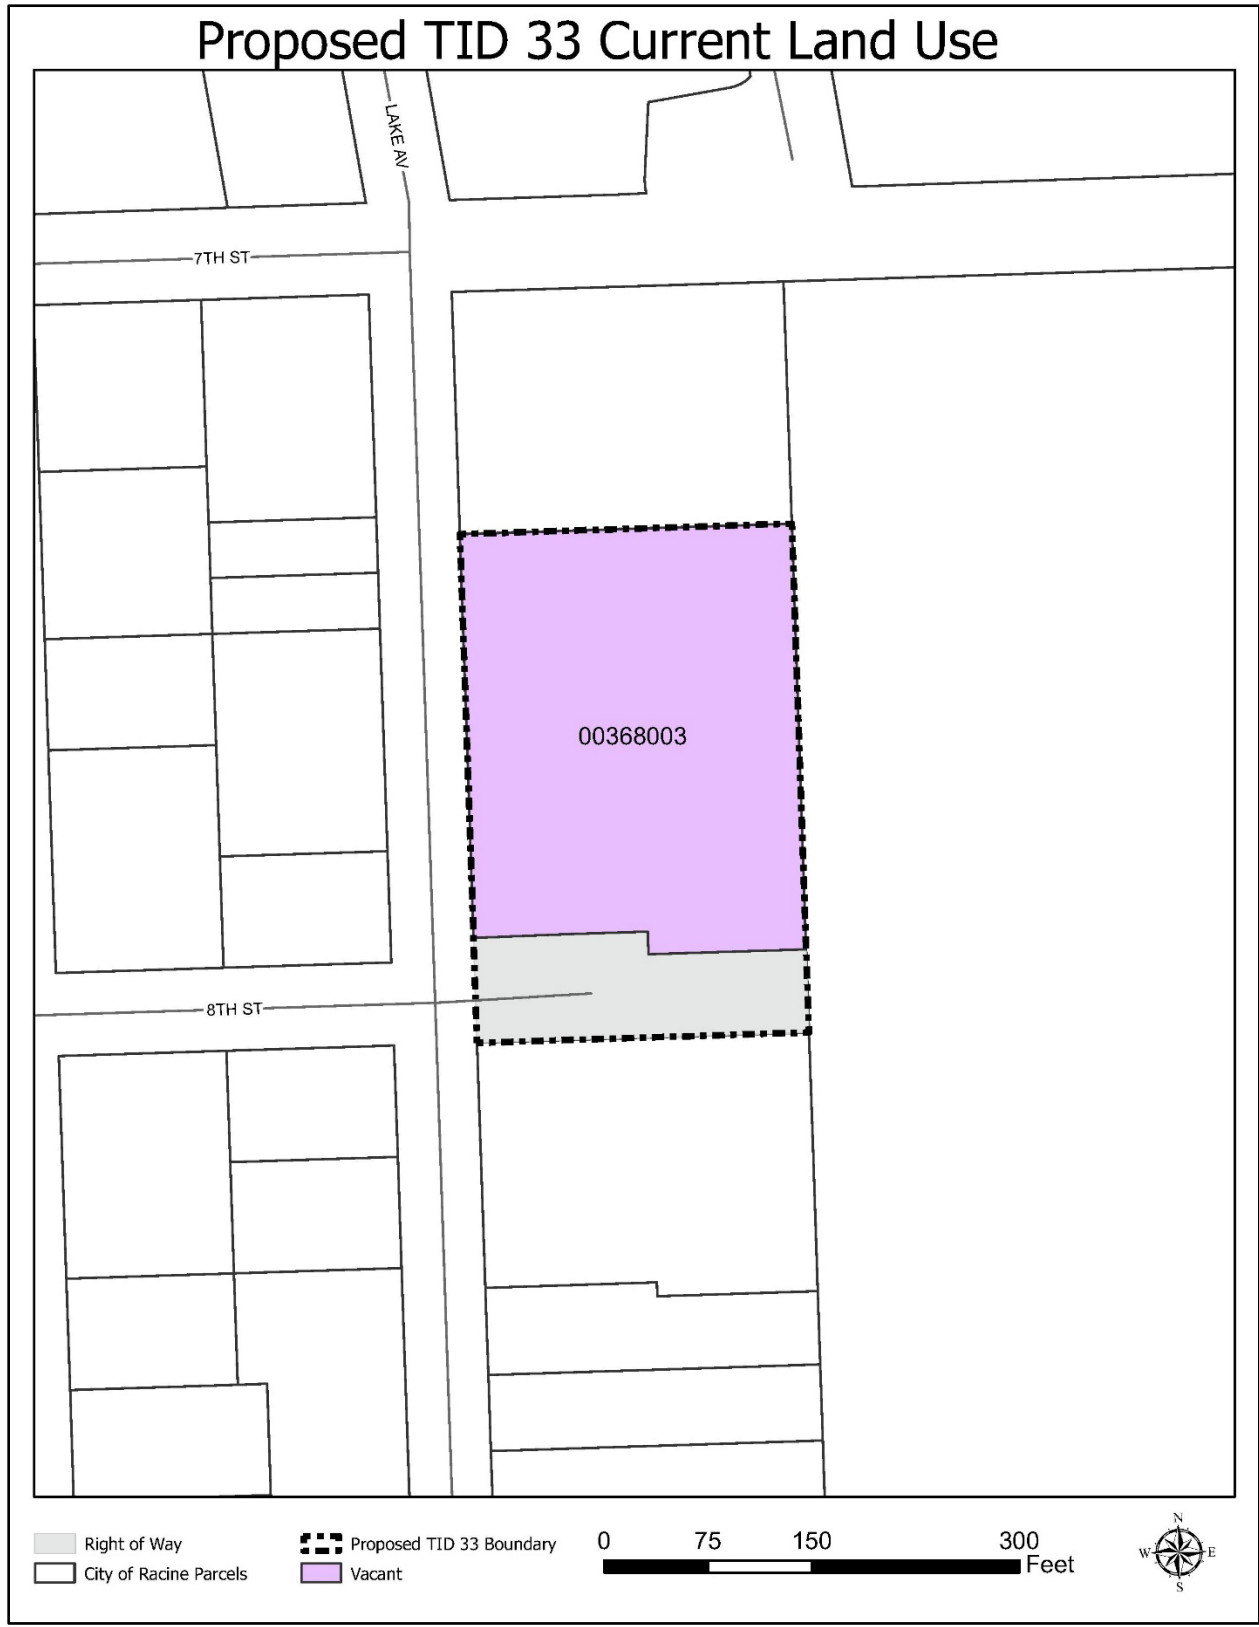 Proposed TID 33 Current Land Use
LAKE AV
7TH ST
00368003
8TH ST
Right of Way
City of Racine Parcels
Proposed TID 33 Boundary
Vacant
0 75 150 300
Feet
N
W E
S